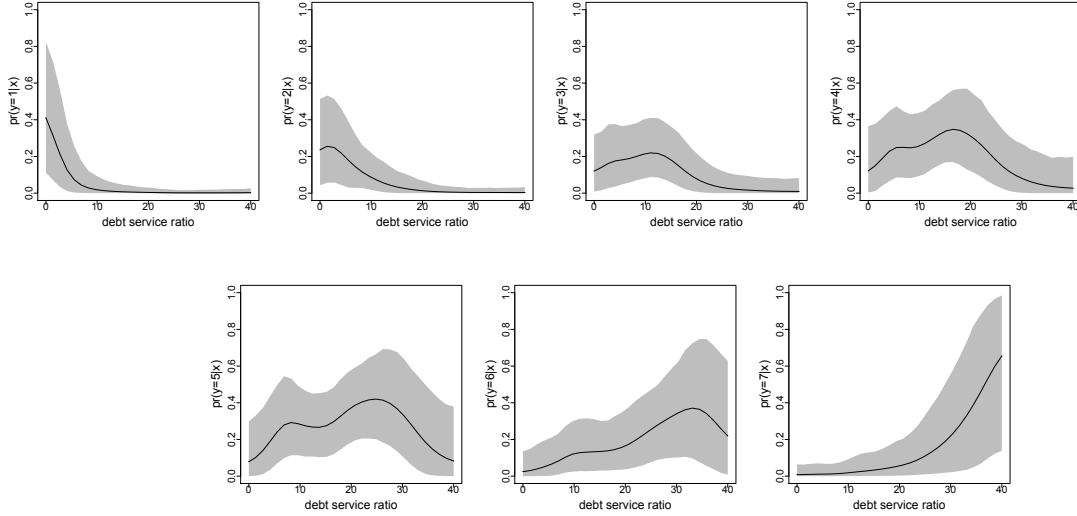 pr(y=1|x)
0.0 0.2 0.4 0.6 0.8 1.0
0 10 20 30 40
debt service ratio
pr(y=2|x)
0.0 0.2 0.4 0.6 0.8 1.0
0 10 20 30 40
debt service ratio
pr(y=3|x)
0.0 0.2 0.4 0.6 0.8 1.0
0 10 20 30 40
debt service ratio
pr(y=4|x)
0.0 0.2 0.4 0.6 0.8 1.0
0 10 20 30 40
debt service ratio
pr(y=5|x)
0.0 0.2 0.4 0.6 0.8 1.0
0 10 20 30 40
debt service ratio
pr(y=6|x)
0.0 0.2 0.4 0.6 0.8 1.0
0 10 20 30 40
debt service ratio
pr(y=7|x)
0.0 0.2 0.4 0.6 0.8 1.0
0 10 20 30 40
debt service ratio